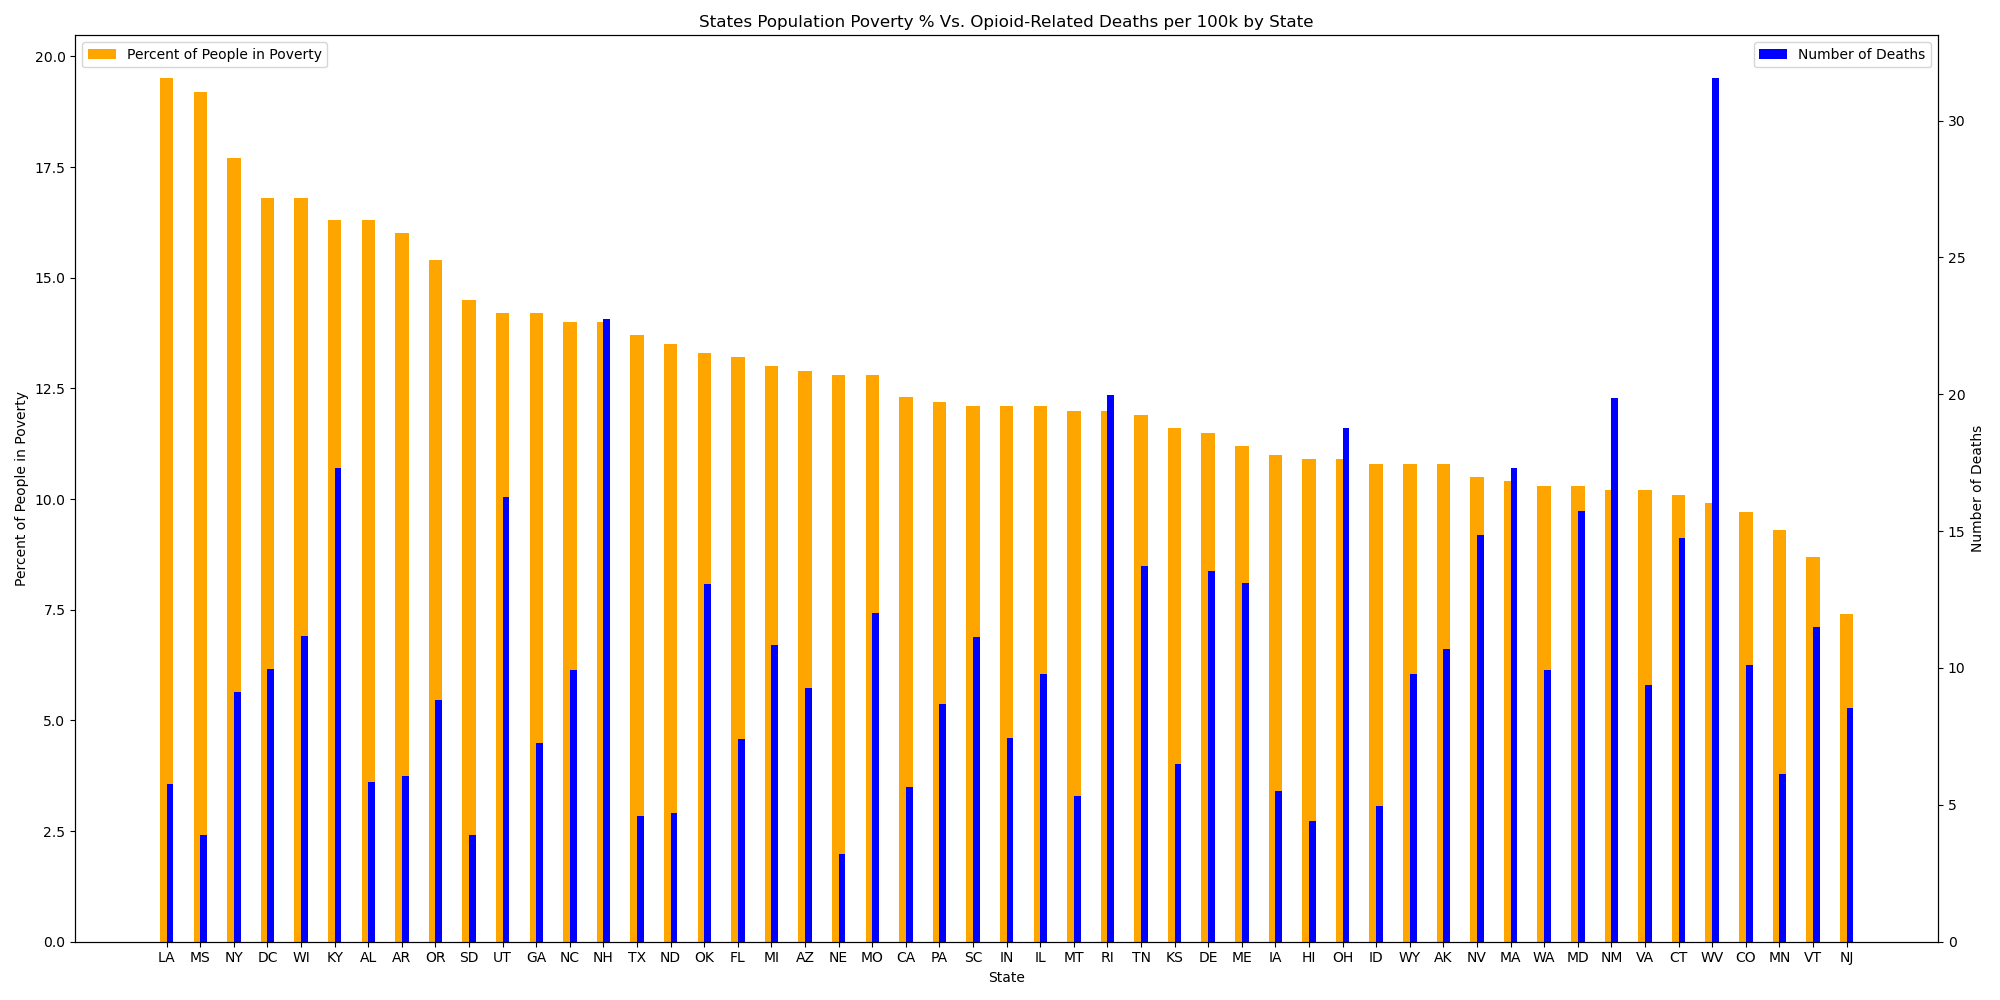 States Population Poverty % Vs. Opioid-Related Deaths per 100k by State
Percent of People in Poverty
Number of Deaths
20.0
17.5
15.0
12.5
10.0
7.5
5.0
2.5
0.0
Percent of People in Poverty
30
25
20
15
10
5
0
Number of Deaths
LA MS NY DC WI KY AL AR OR SD UT GA NC NH TX ND OK FL MI AZ NE MO CA PA SC IN IL MT RI TN KS DE ME IA HI OH ID WY AK NV MA WA MD NM VA CT WV CO MN VT NJ
State